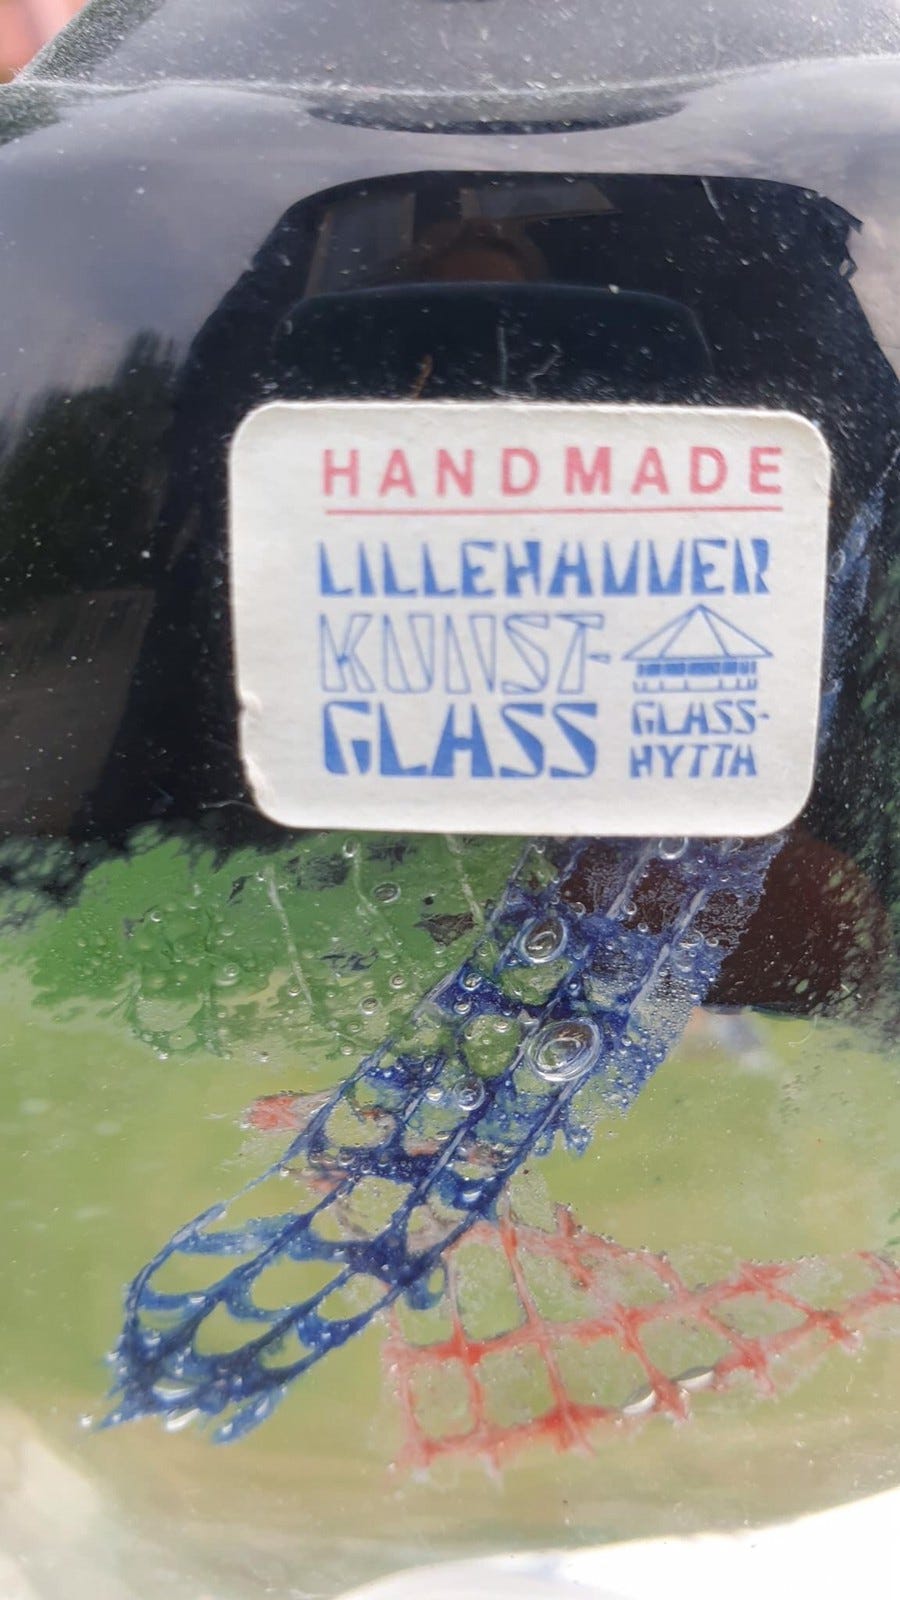 HANDMADE
LILLEHAMMER
KUNST-
GLASS
GLASS-
HYTTA